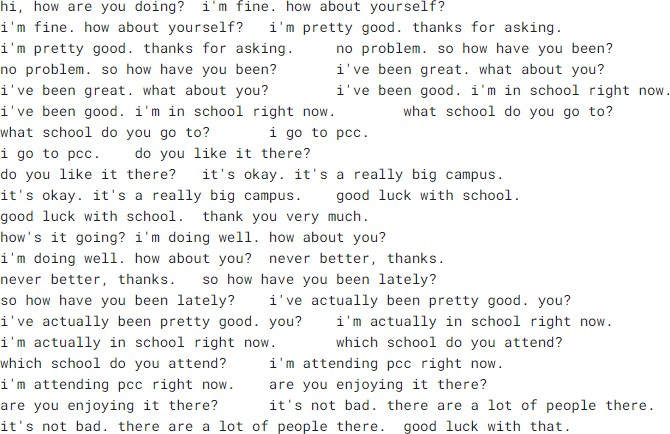 hi, how are you doing?	i'm fine. how about yourself?
i'm fine. how about yourself?	i'm pretty good. thanks for asking.
i'm pretty good. thanks for asking.	no problem. so how have you been?
no problem. so how have you been?	i've been great. what about you?
i've been great. what about you?	i've been good. i'm in school right now.
i've been good. i'm in school right now.	what school do you go to?
what school do you go to?	i go to pcc.
i go to pcc.	do you like it there?
do you like it there?	it's okay. it's a really big campus.
it's okay. it's a really big campus.	good luck with school.
good luck with school.	thank you very much.
how's it going?	i'm doing well. how about you?
i'm doing well. how about you?	never better, thanks.
never better, thanks.	so how have you been lately?
so how have you been lately?	i've actually been pretty good. you?
i've actually been pretty good. you?	i'm actually in school right now.
i'm actually in school right now.	which school do you attend?
which school do you attend?	i'm attending pcc right now.
i'm attending pcc right now.	are you enjoying it there?
are you enjoying it there?	it's not bad. there are a lot of people there.
it's not bad. there are a lot of people there.	good luck with that.